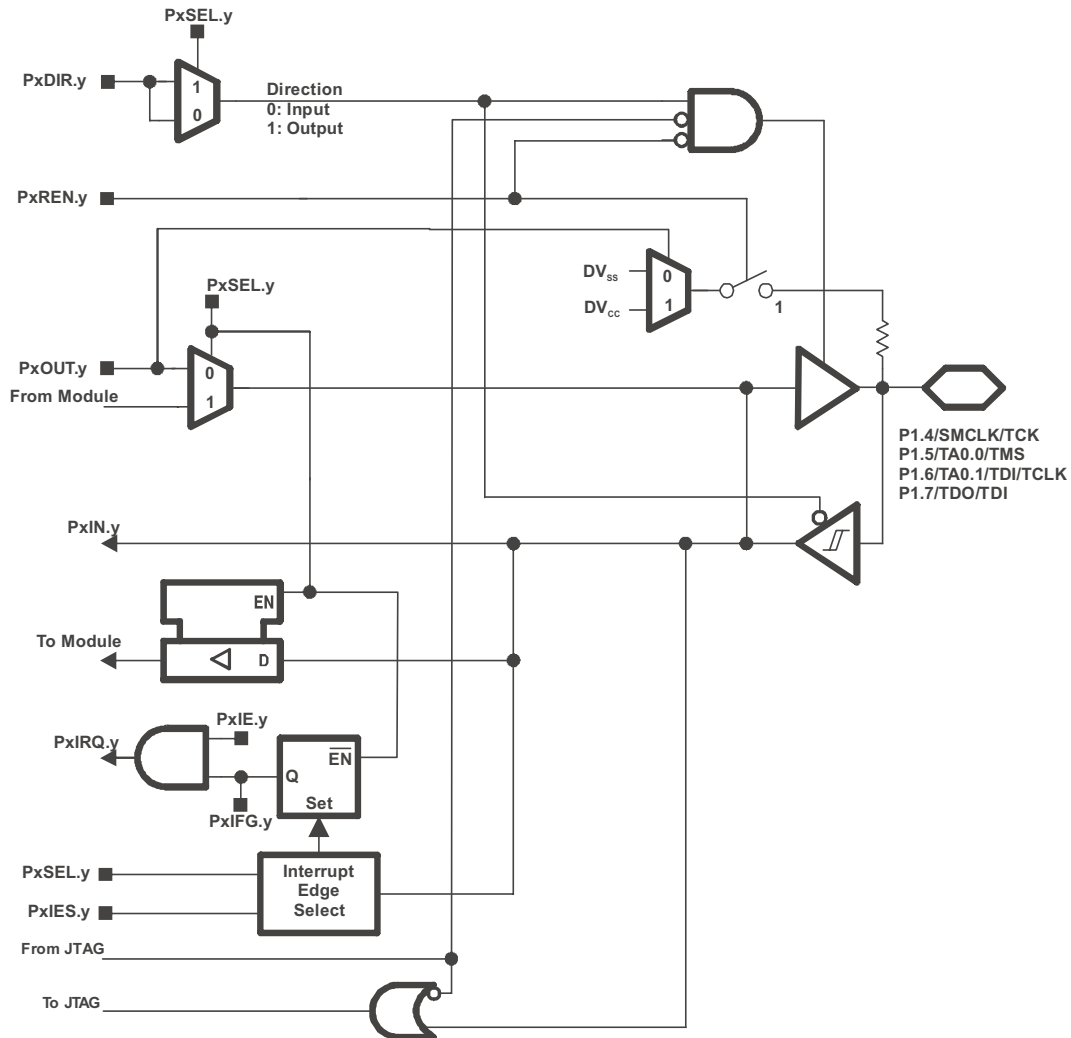 PxSEL.y
PxDIR.y
1
0
Direction
0: Input
1: Output
PxREN.y
DVss
DVcc
0
1
1
PxSEL.y
PxOUT.y
From Module
0
1
P1.4/SMCLK/TCK
P1.5/TA0.0/TMS
P1.6/TA0.1/TDI/TCLK
P1.7/TDO/TDI
PxIN.y
EN
To Module
D
PxIE.y
PxIRQ.y
EN
Q
Set
PxIFG.y
PxSEL.y
PxIES.y
Interrupt
Edge
Select
From JTAG
To JTAG